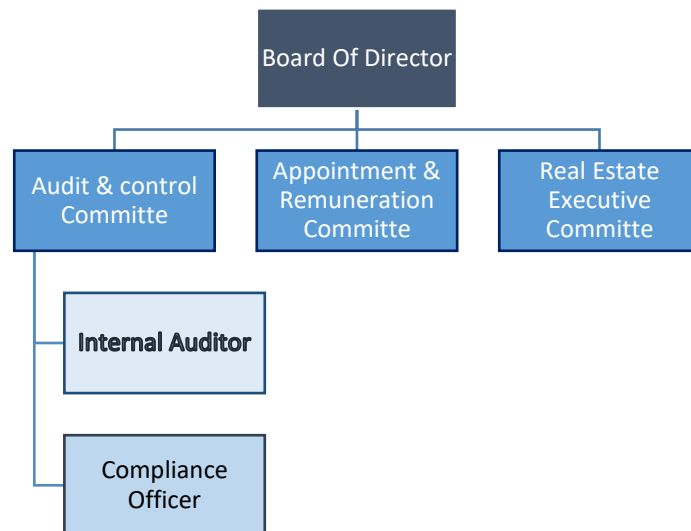 Board Of Director
Audit & control
Committe
Appointment &
Remuneration
Committe
Real Estate
Executive
Committe
Internal Auditor
Compliance
Officer